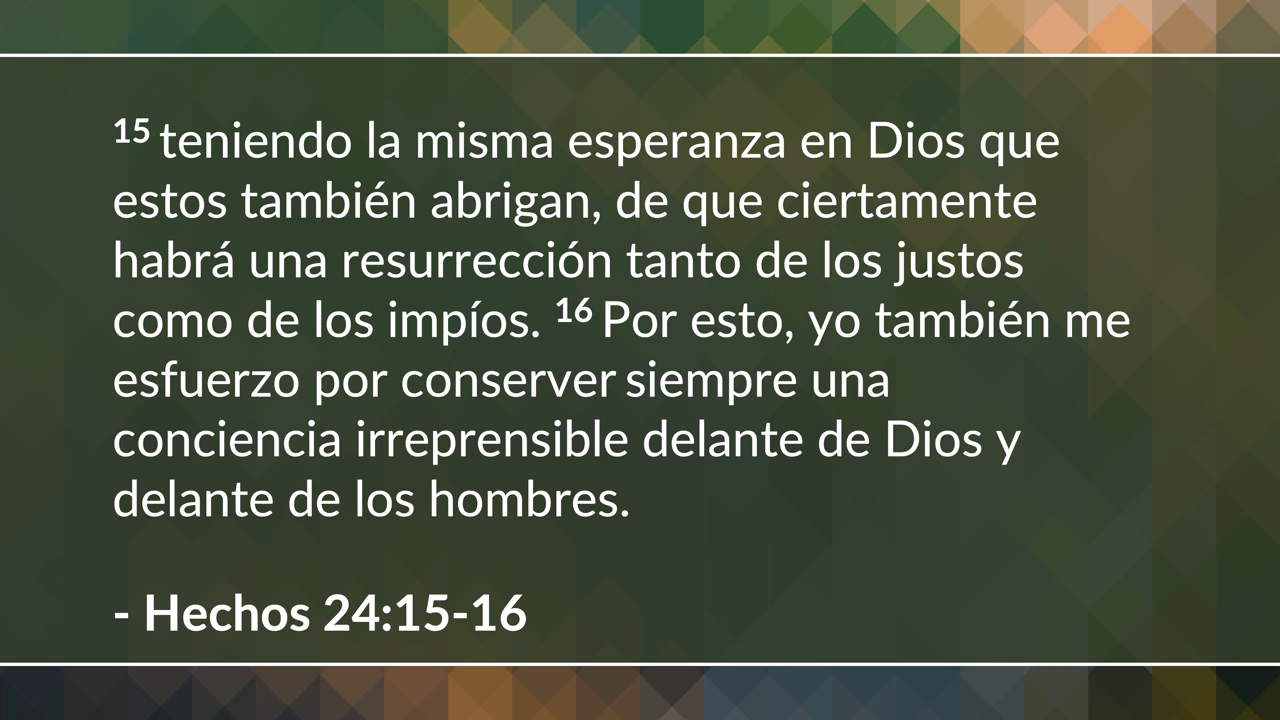 15 teniendo la misma esperanza en Dios que
estos también abrigan, de que ciertamente
habrá una resurrección tanto de los justos
como de los impíos. 16 Por esto, yo también me
esfuerzo por conserver siempre una
conciencia irreprensible delante de Dios y
delante de los hombres.
- Hechos 24:15-16